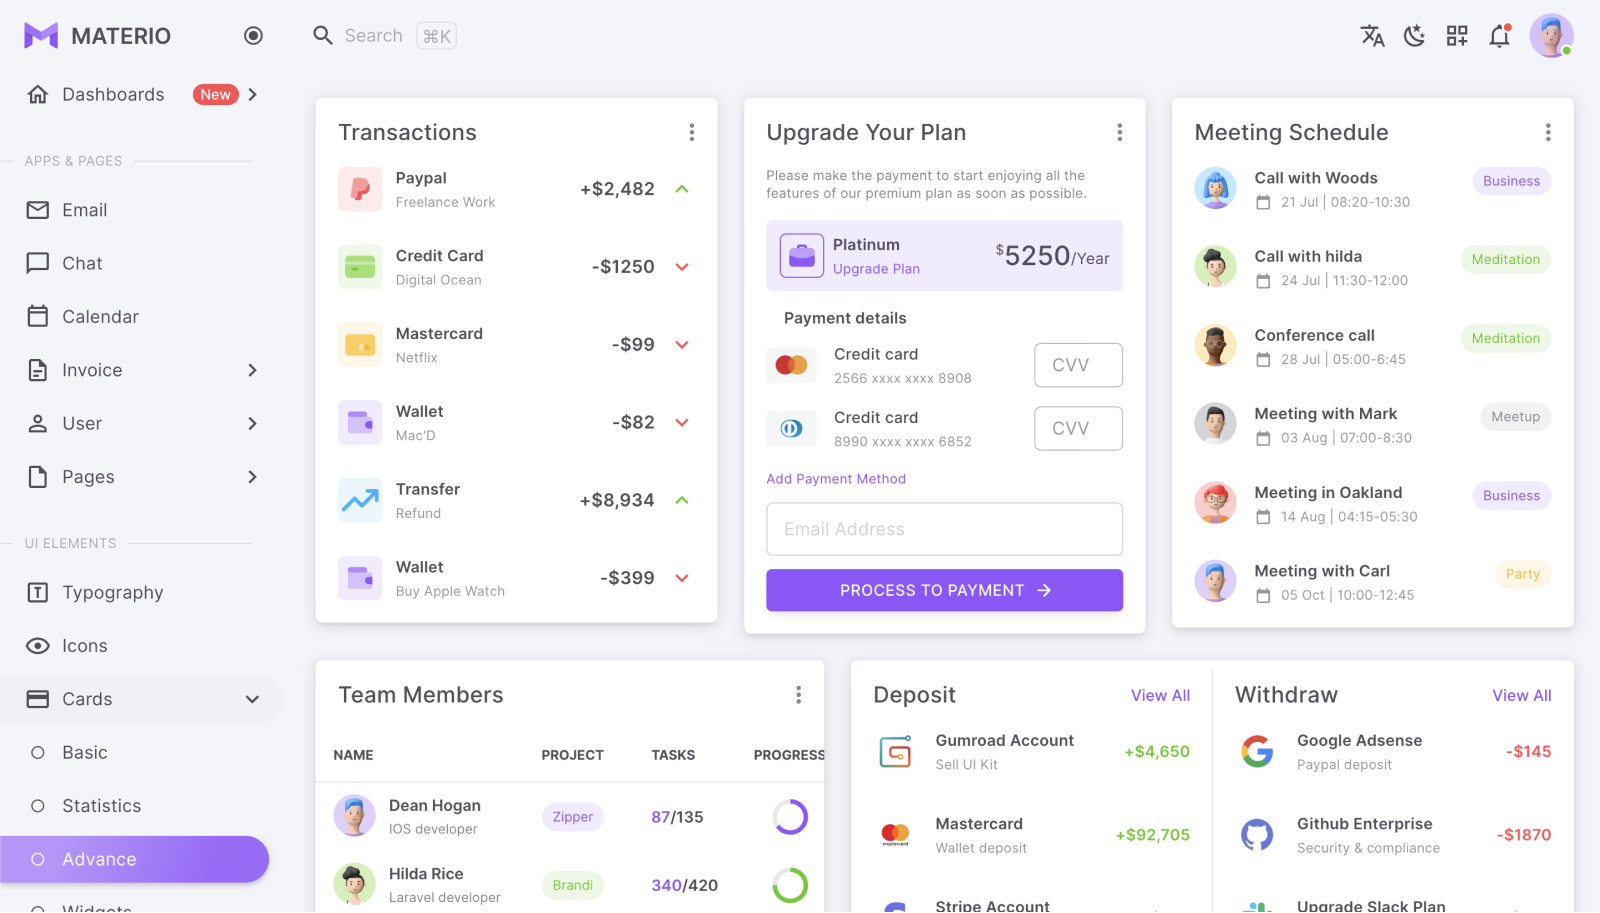 MATERIO
Search ⌘K
Dashboards New
APPS & PAGES
Email
Chat
Calendar
Invoice
User
Pages
UI ELEMENTS
Typography
Icons
Cards
Basic
Statistics
Advance
Widgets
Transactions
Paypal
Freelance Work
+$2,482
Credit Card
Digital Ocean
-$1250
Mastercard
Netflix
-$99
Wallet
Mac'D
-$82
Transfer
Refund
+$8,934
Wallet
Buy Apple Watch
-$399
Upgrade Your Plan
Please make the payment to start enjoying all the
features of our premium plan as soon as possible.
Platinum
Upgrade Plan
$5250/Year
Payment details
Credit card
2566 xxxx xxxx 8908
CVV
Credit card
8990 xxxx xxxx 6852
CVV
Add Payment Method
Email Address
PROCESS TO PAYMENT
Meeting Schedule
Call with Woods
21 Jul | 08:20-10:30
Business
Call with hilda
24 Jul | 11:30-12:00
Meditation
Conference call
28 Jul | 05:00-6:45
Meditation
Meeting with Mark
03 Aug | 07:00-8:30
Meetup
Meeting in Oakland
14 Aug | 04:15-05:30
Business
Meeting with Carl
05 Oct | 10:00-12:45
Party
Team Members
NAME PROJECT TASKS PROGRESS
Dean Hogan
IOS developer
Zipper
87/135
Hilda Rice
Laravel developer
Brandi
340/420
Deposit View All
Gumroad Account
Sell UI Kit
+$4,650
mastercard
Mastercard
Wallet deposit
+$92,705
Stripe Account
Withdraw View All
Google Adsense
Paypal deposit
-$145
Github Enterprise
Security & compliance
-$1870
Upgrade Slack Plan